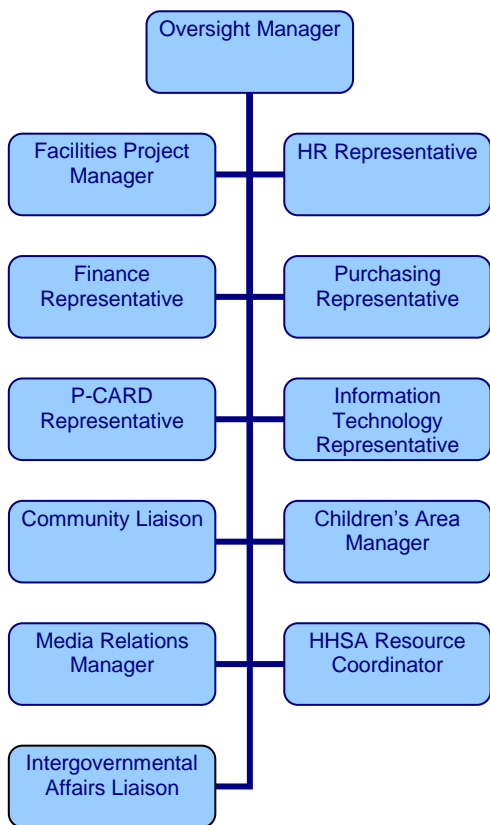 Oversight Manager
Facilities Project
Manager
HR Representative
Finance
Representative
Purchasing
Representative
P-CARD
Representative
Information
Technology
Representative
Community Liaison
Children’s Area
Manager
Media Relations
Manager
HHSA Resource
Coordinator
Intergovernmental
Affairs Liaison